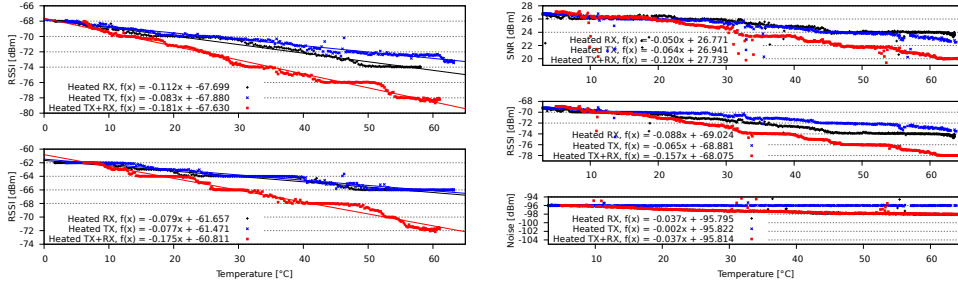 -66
-68
-70
-72
-74
-76
-78
-80
RSSI [dBm]
Heated RX, f(x) = -0.112x + -67.699
Heated TX, f(x) = -0.083x + -67.880
Heated TX+RX, f(x) = -0.181x + -67.630
0 10 20 30 40 50 60
-60
-62
-64
-66
-68
-70
-72
-74
RSSI [dBm]
Heated RX, f(x) = -0.079x + -61.657
Heated TX, f(x) = -0.077x + -61.471
Heated TX+RX, f(x) = -0.175x + -60.811
0 10 20 30 40 50 60
Temperature [°C]
28
26
24
22
20
SNR [dB]
Heated RX, f(x) = -0.050x + 26.771
Heated TX, f(x) = -0.064x + 26.941
Heated TX+RX, f(x) = -0.120x + 27.739
10 20 30 40 50 60
-68
-70
-72
-74
-76
-78
RSSI [dBm]
Heated RX, f(x) = -0.088x + -69.024
Heated TX, f(x) = -0.065x + -68.881
Heated TX+RX, f(x) = -0.157x + -68.075
10 20 30 40 50 60
-94
-96
-98
-100
-102
-104
Noise [dBm]
Heated RX, f(x) = -0.037x + -95.795
Heated TX, f(x) = -0.002x + -95.822
Heated TX+RX, f(x) = -0.037x + -95.814
10 20 30 40 50 60
Temperature [°C]